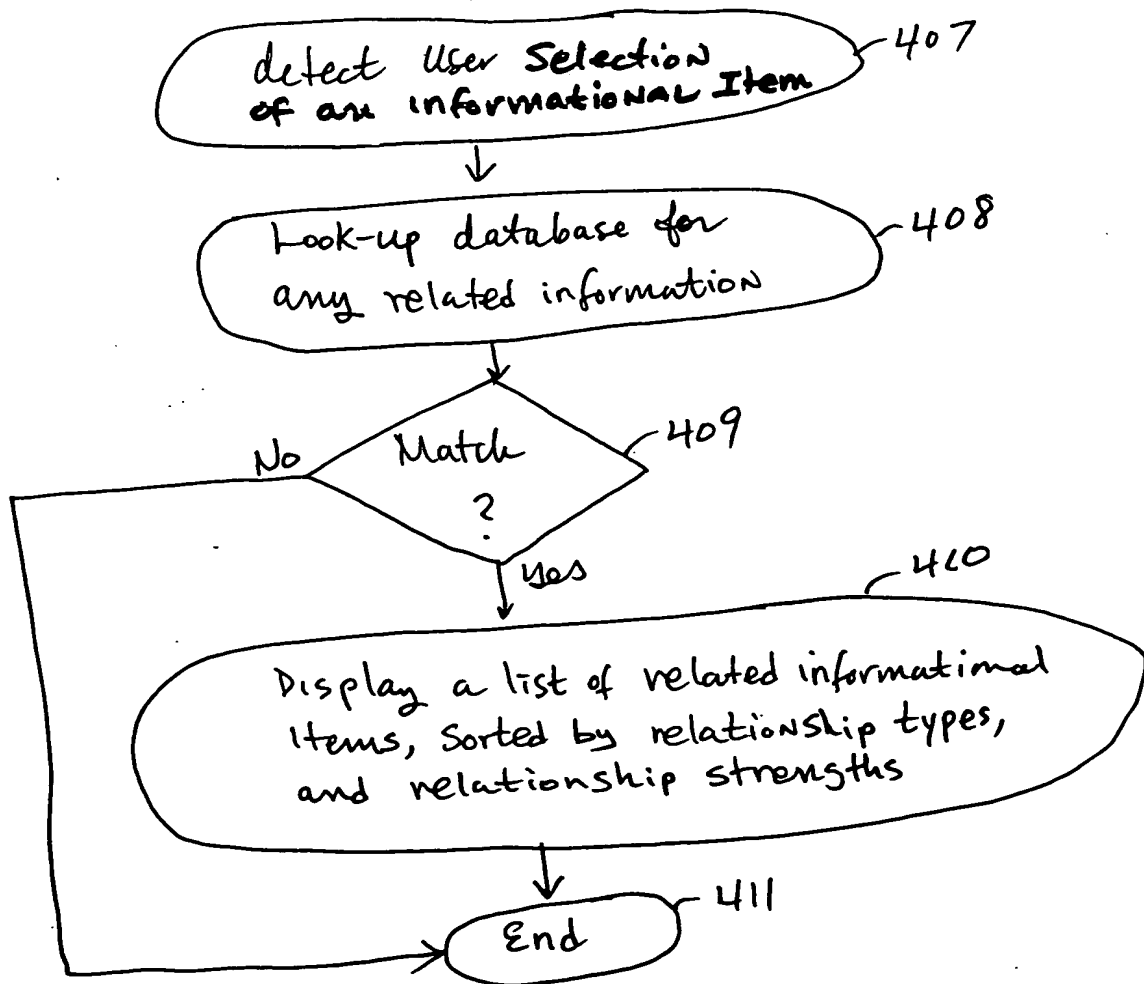 detect User Selection
of an informational Item
407
Look-up database for
any related information
408
Match
?
409
No
yes
410
Display a list of related informational
Items, Sorted by relationship types,
and relationship strengths
End
411